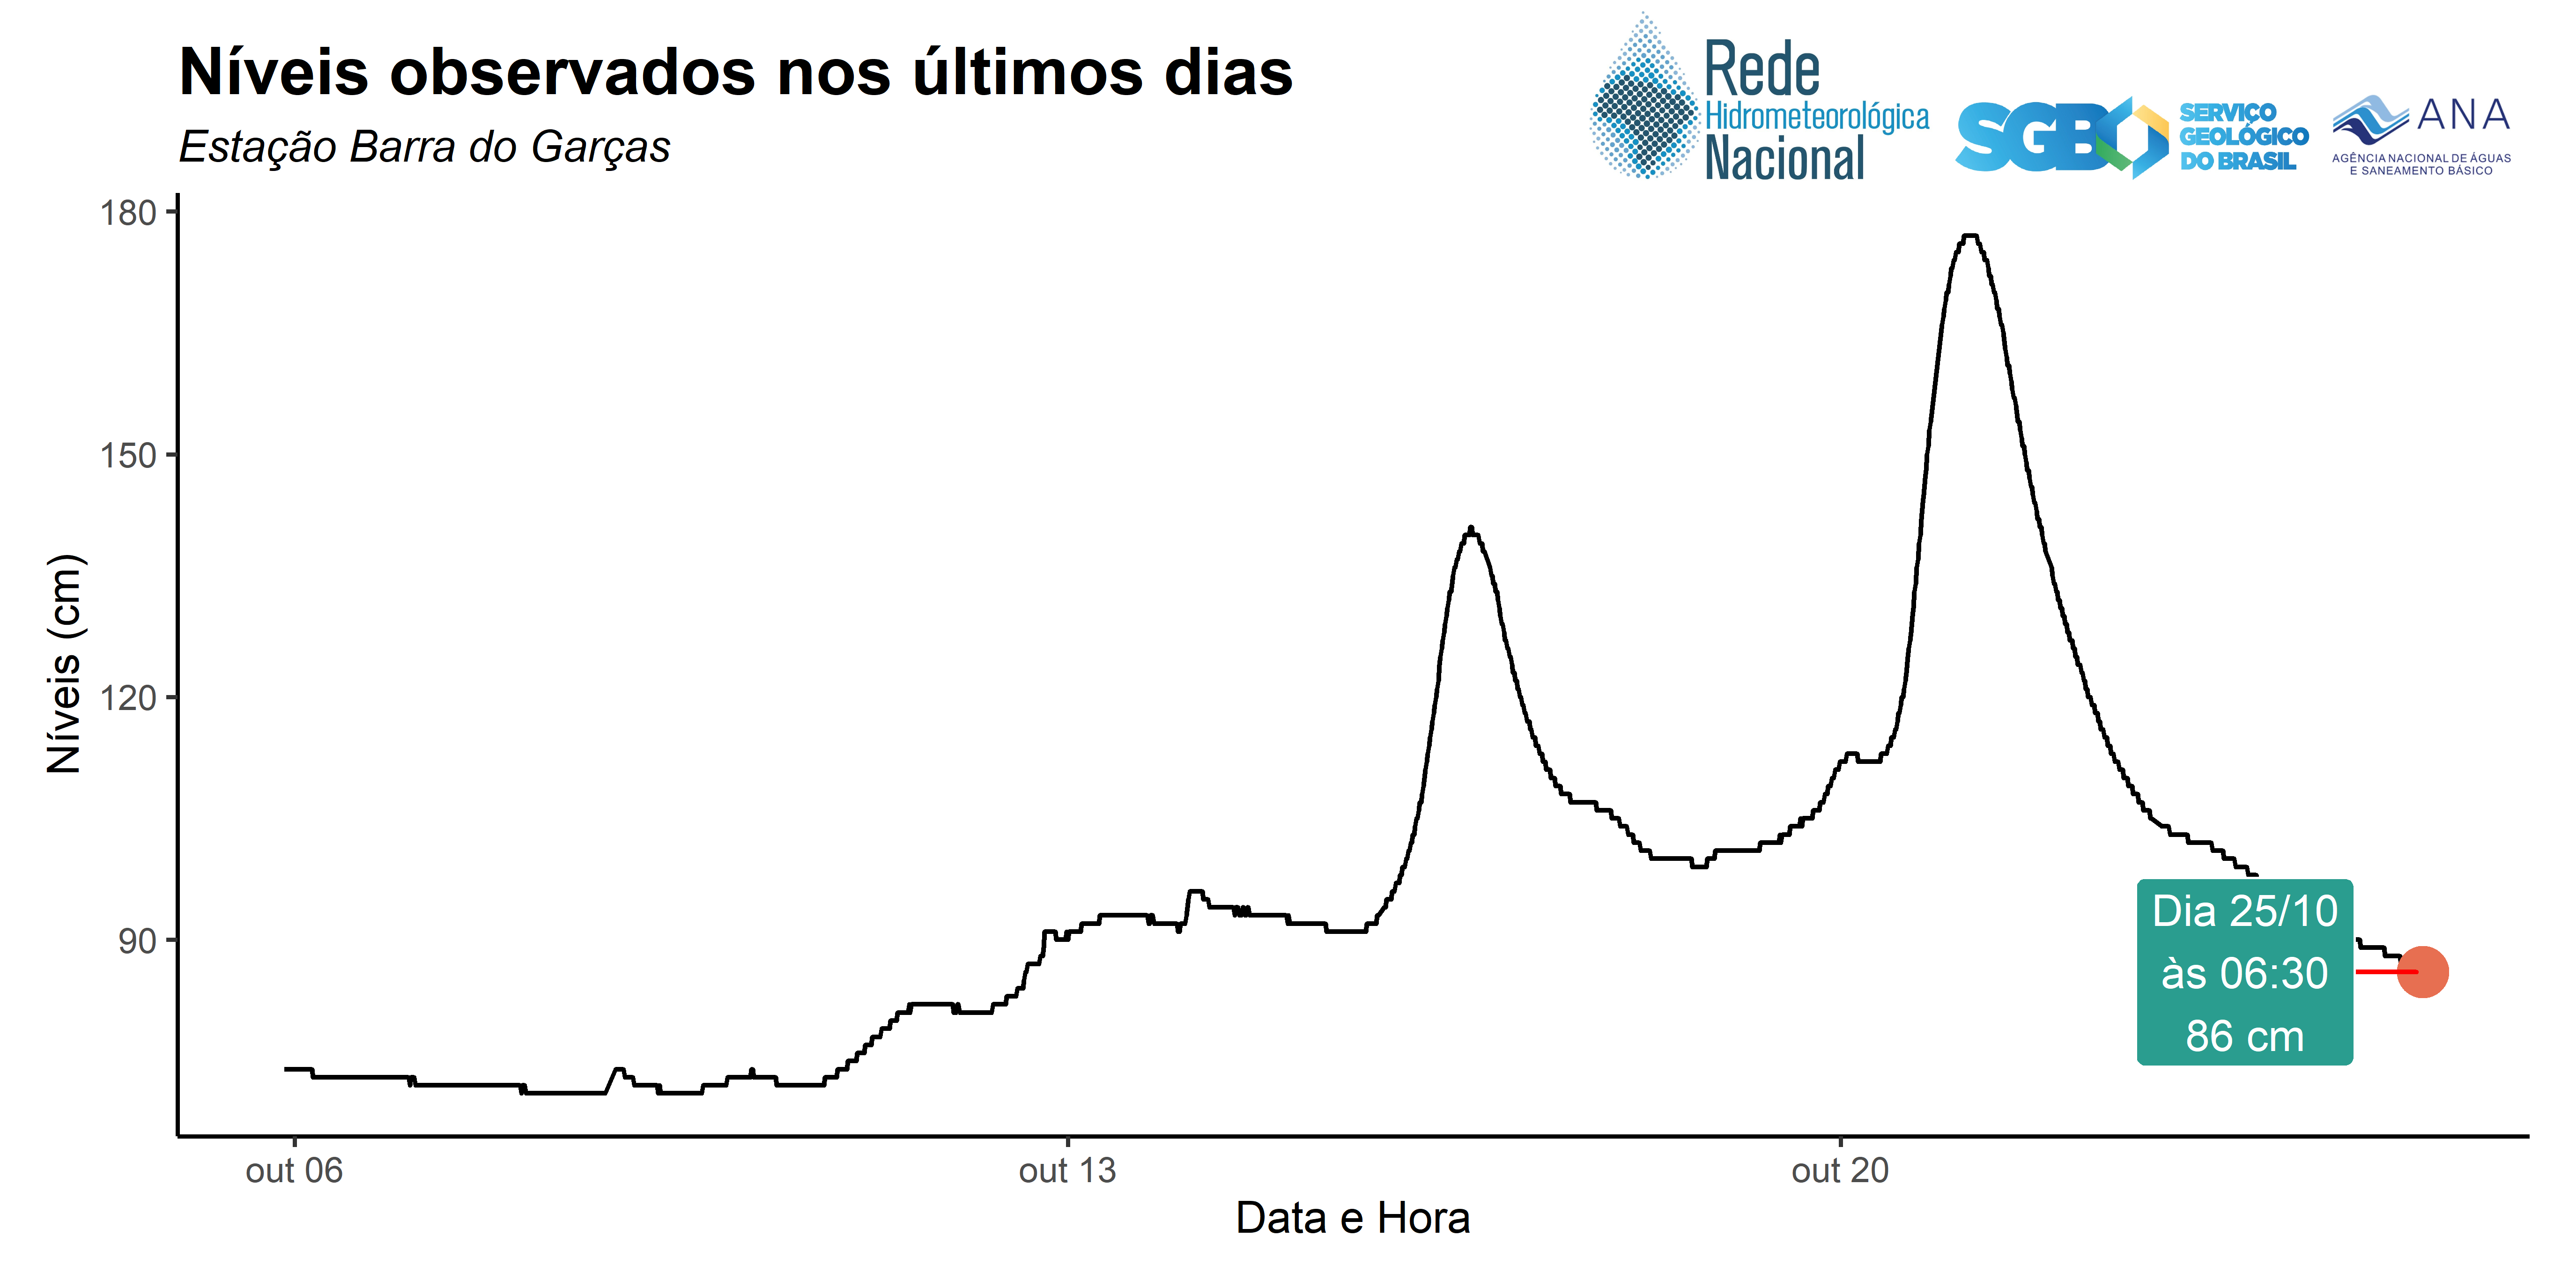 Níveis observados nos últimos dias
Estação Barra do Garças
Rede
Hidrometeorológica
Nacional
SGB
SERVIÇO
GEOLÓGICO
DO BRASIL
ANA
AGÊNCIA NACIONAL DE ÁGUAS
E SANEAMENTO BÁSICO
Níveis (cm)
180
150
120
90
Dia 25/10
às 06:30
86 cm
out 06
out 13
out 20
Data e Hora